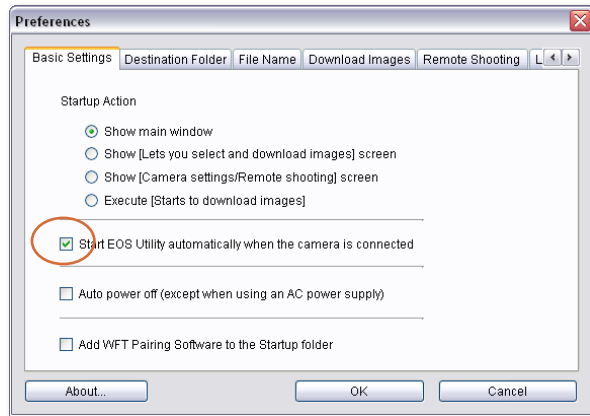 Preferences
Basic Settings Destination Folder File Name Download Images Remote Shooting L
Startup Action
Show main window
Show [Lets you select and download images] screen
Show [Camera settings/Remote shooting] screen
Execute [Starts to download images]
Start EOS Utility automatically when the camera is connected
Auto power off (except when using an AC power supply)
Add WFT Pairing Software to the Startup folder
About... OK Cancel